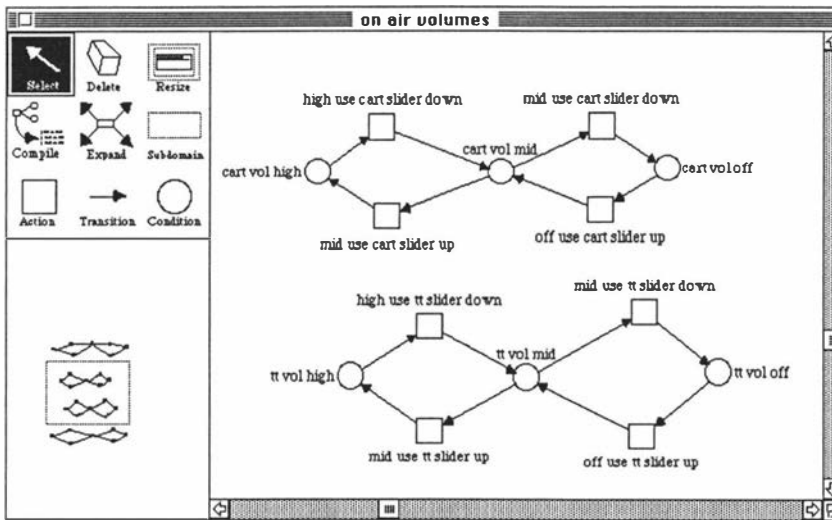 on air volumes
Select Delete Resize
Compile Expand Subdomain
Action Transition Condition
high use cart slider down
mid use cart slider down
cart vol high
cart vol mid
cart vol off
mid use cart slider up
off use cart slider up
high use tt slider down
mid use tt slider down
tt vol high
tt vol mid
tt vol off
mid use tt slider up
off use tt slider up